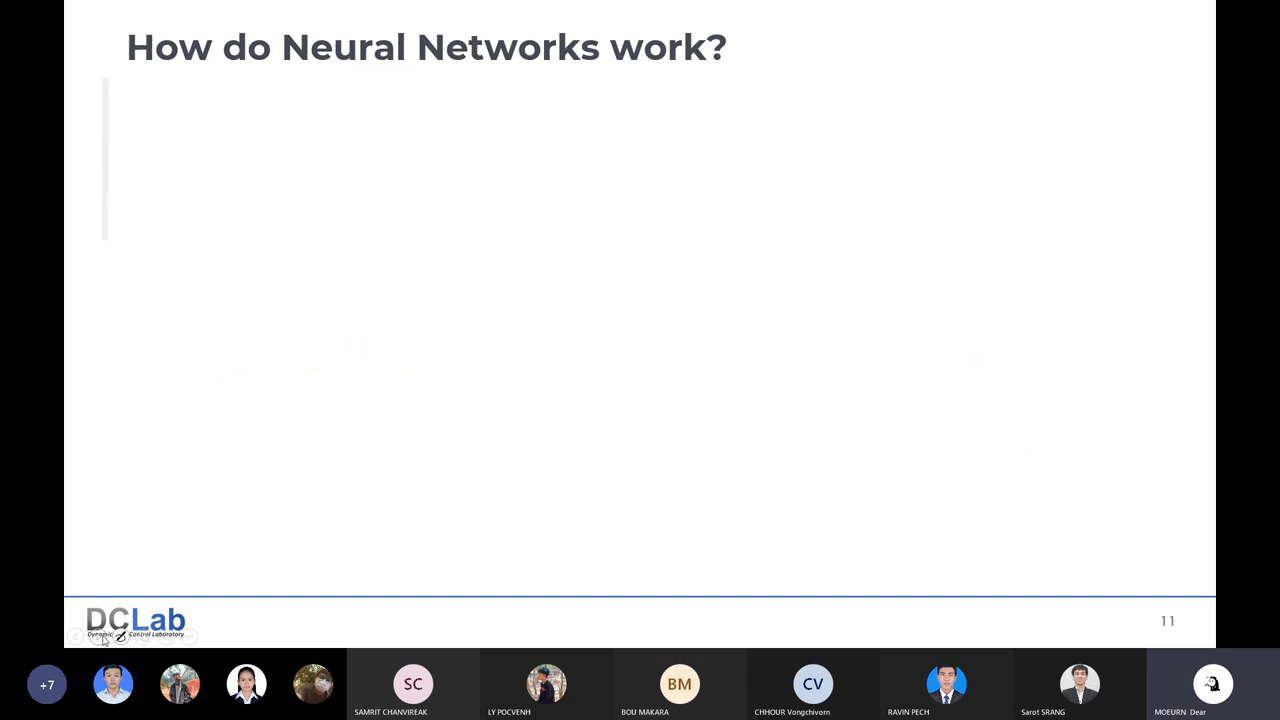 How do Neural Networks work?
DCLab
Dynamic Control Laboratory
11
+7
SC
BM
CV
SAMRIT CHANVIREAK
LY POCVENH
BOU MAKARA
CHHOUR Vongchivorn
RAVIN PECH
Sarot SRANG
MOEURN Dear